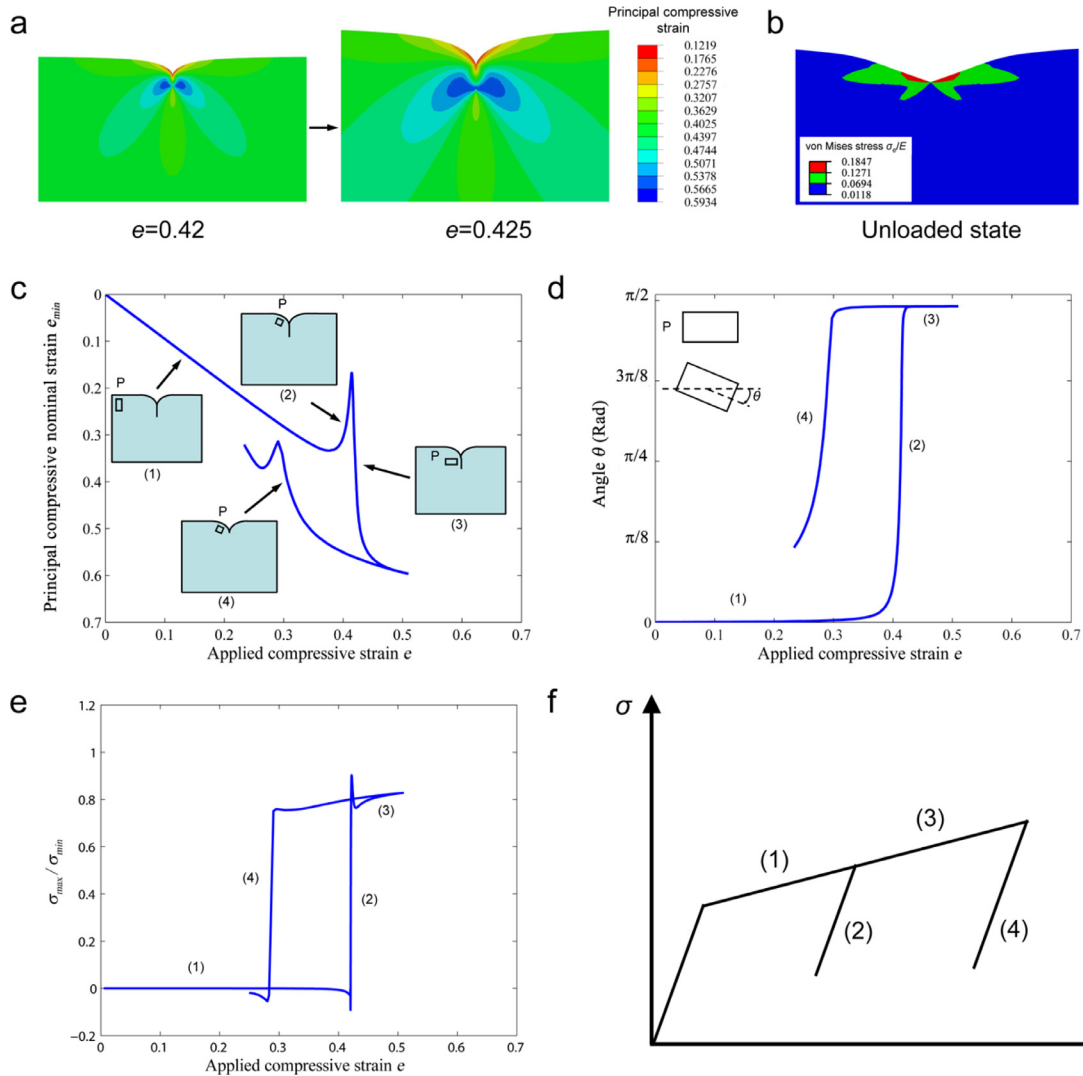 a
Principal compressive
strain
0.1219
0.1765
0.2276
0.2757
0.3207
0.3629
0.4025
0.4397
0.4744
0.5071
0.5378
0.5665
0.5934
e=0.42
e=0.425
b
von Mises stress σe/E
0.1847
0.1271
0.0694
0.0118
Unloaded state
c
Principal compressive nominal strain e min
0
0.1
0.2
0.3
0.4
0.5
0.6
0.7
P
(1)
P
(2)
P
(3)
P
(4)
0 0.1 0.2 0.3 0.4 0.5 0.6 0.7
Applied compressive strain e
d
Angle θ (Rad)
π/2
3π/8
π/4
π/8
0
P
θ
(1)
(2)
(3)
(4)
0 0.1 0.2 0.3 0.4 0.5 0.6 0.7
Applied compressive strain e
e
σmax / σmin
1.2
1
0.8
0.6
0.4
0.2
0
−0.2
(1)
(2)
(3)
(4)
0 0.1 0.2 0.3 0.4 0.5 0.6 0.7
Applied compressive strain e
f
σ
(1)
(2)
(3)
(4)